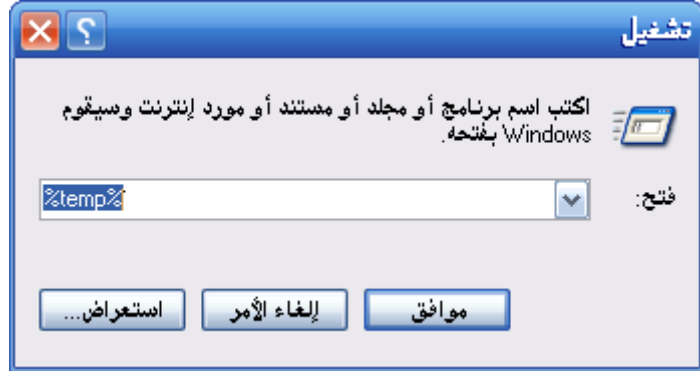 تشغيل
اكتب اسم برنامج أو مجلد أو مستند أو مورد إنترنت وسيقوم
Windows بفتحه.
فتح:
%temp%
موافق
إلغاء الأمر
استعراض...